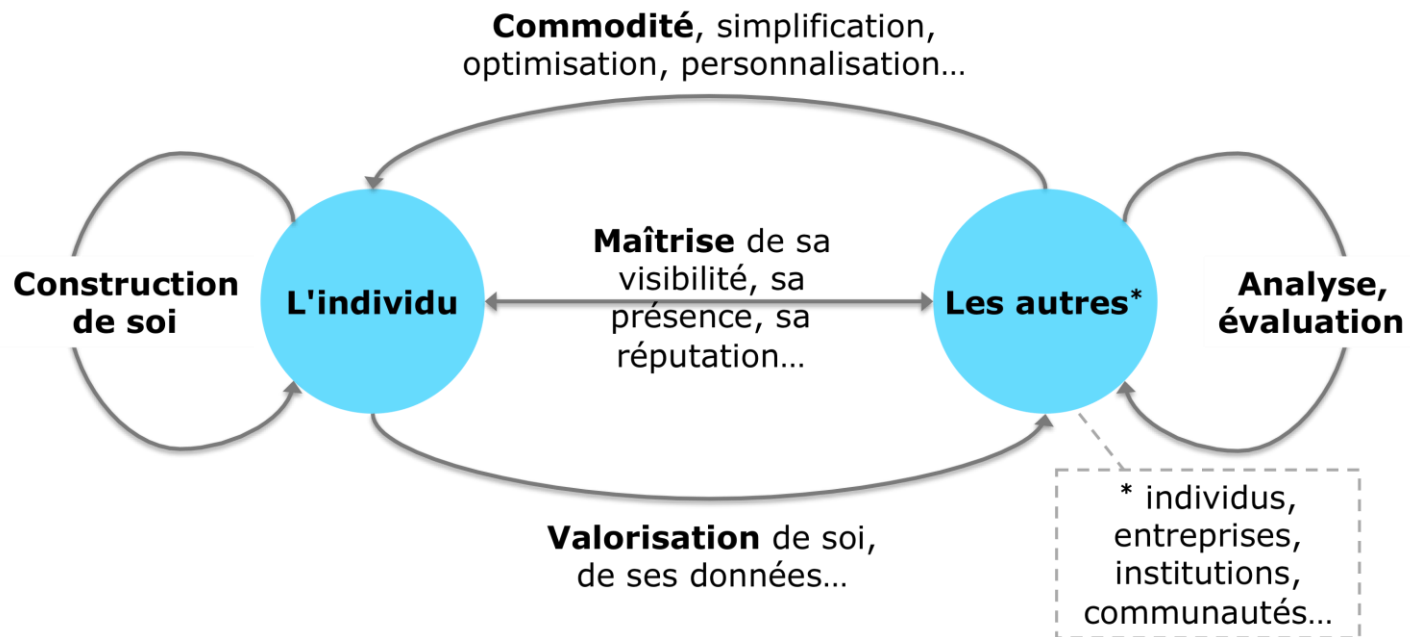 Commodité, simplification,
optimisation, personnalisation…
Construction
de soi
L'individu
Maîtrise de sa
visibilité, sa
présence, sa
réputation…
Les autres*
Analyse,
évaluation
Valorisation de soi,
de ses données…
* individus,
entreprises,
institutions,
communautés…